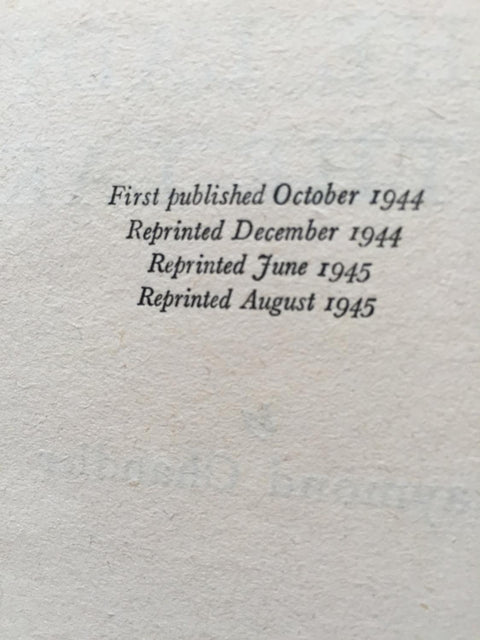 First published October 1944
Reprinted December 1944
Reprinted June 1945
Reprinted August 1945